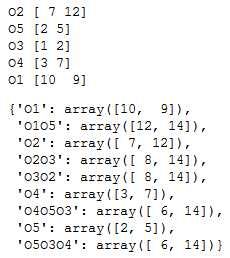 O2 [ 7 12]
O5 [2 5]
O3 [1 2]
O4 [3 7]
O1 [10  9]
{'O1': array([10,  9]),
 'O1O5': array([12, 14]),
 'O2': array([ 7, 12]),
 'O2O3': array([ 8, 14]),
 'O3O2': array([ 8, 14]),
 'O4': array([3, 7]),
 'O4O5O3': array([ 6, 14]),
 'O5': array([2, 5]),
 'O5O3O4': array([ 6, 14])}